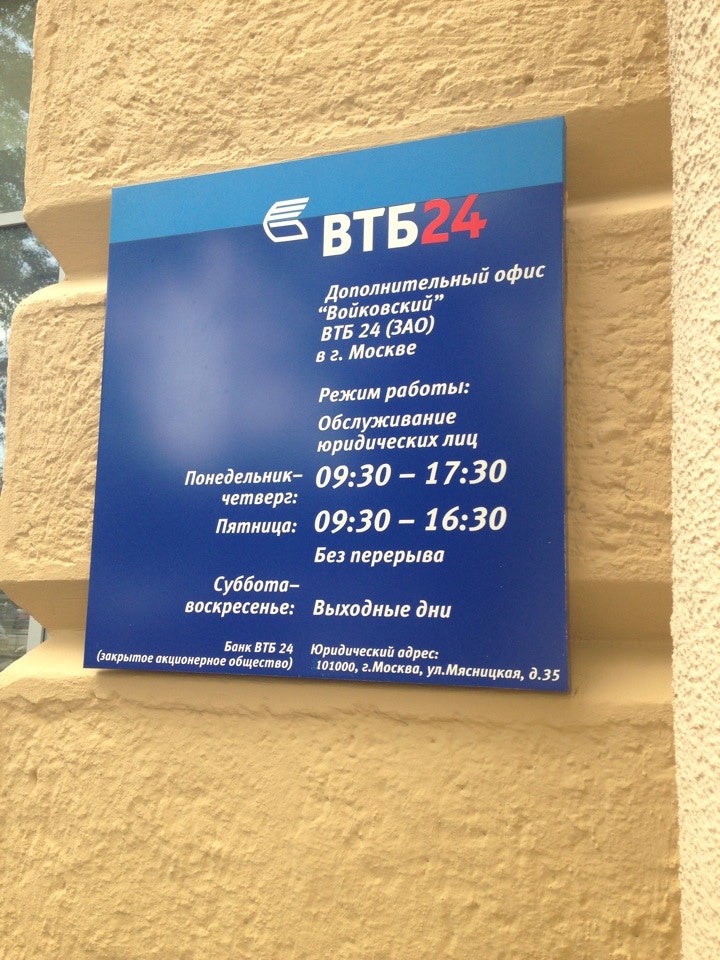 ВТБ24
Дополнительный офис
“Войковский”
ВТБ 24 (ЗАО)
в г. Москве
Режим работы:
Обслуживание
юридических лиц
Понедельник–
четверг: 09:30 – 17:30
Пятница: 09:30 – 16:30
Без перерыва
Суббота–
воскресенье: Выходные дни
Банк ВТБ 24
(закрытое акционерное общество)
Юридический адрес:
101000, г.Москва, ул.Мясницкая, д.35